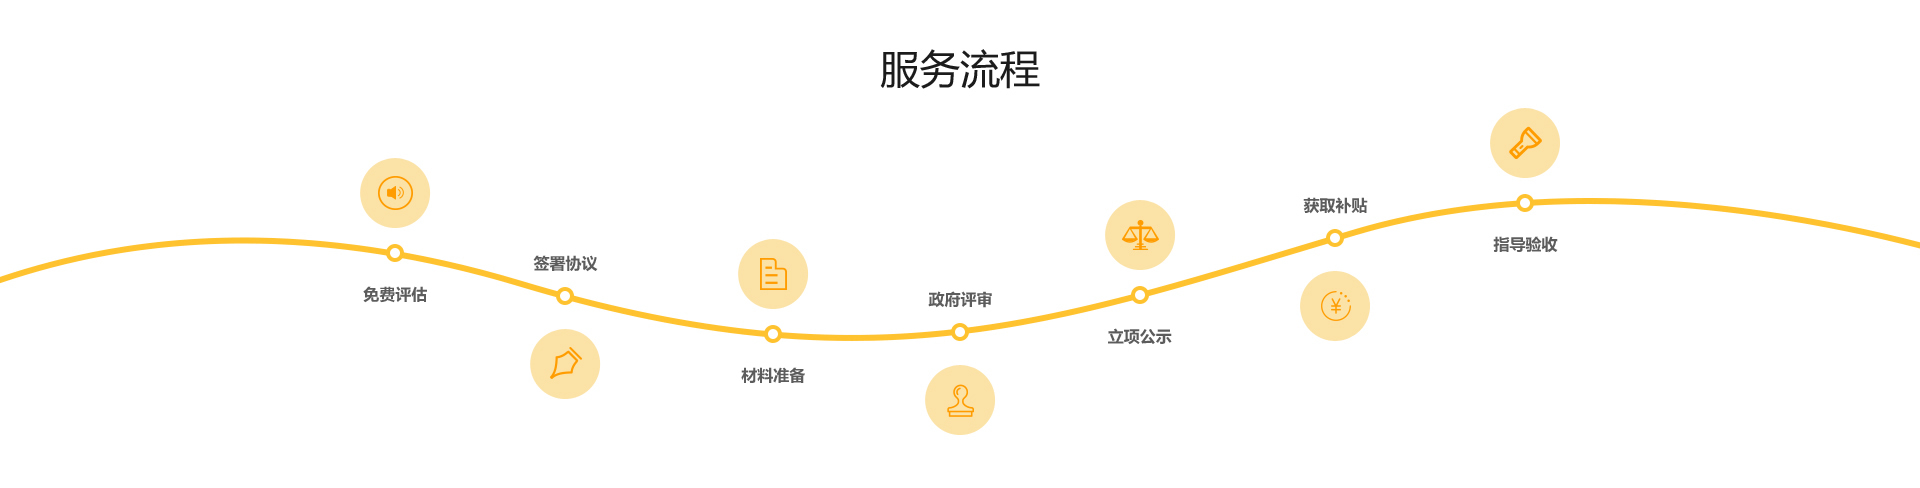 服务流程
免费评估
签署协议
材料准备
政府评审
立项公示
获取补贴
指导验收